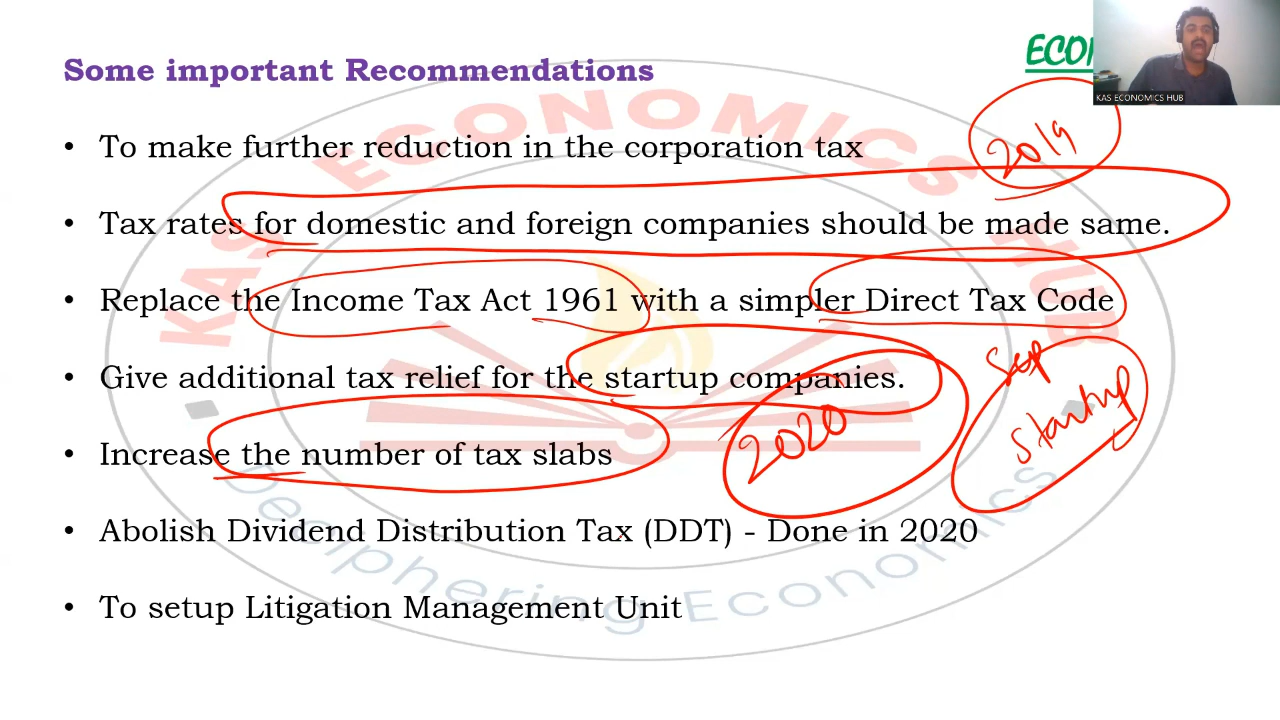 ECON
KAS ECONOMICS HUB
Some important Recommendations
2019
• To make further reduction in the corporation tax
• Tax rates for domestic and foreign companies should be made same.
• Replace the Income Tax Act 1961 with a simpler Direct Tax Code
• Give additional tax relief for the startup companies.
Sep
startup
2020
• Increase the number of tax slabs
• Abolish Dividend Distribution Tax (DDT) - Done in 2020
• To setup Litigation Management Unit
KAS ECONOMICS HUB
Deciphering Economics